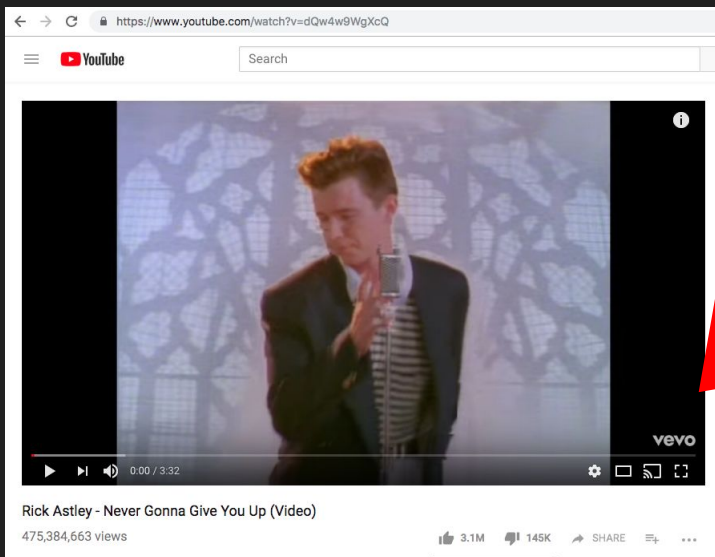 https://www.youtube.com/watch?v=dQw4w9WgXcQ
YouTube
Search
i
vevo
0:00 / 3:32
Rick Astley - Never Gonna Give You Up (Video)
475,384,663 views
3.1M 145K SHARE